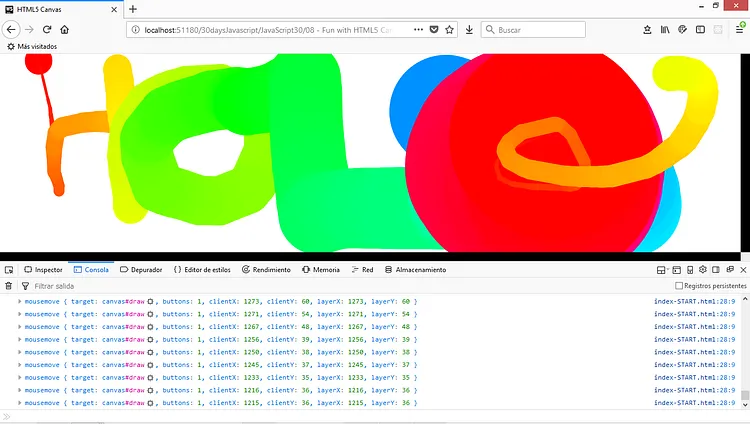 HTML5 Canvas
localhost:51180/30daysJavascript/JavaScript30/08 - Fun with HTML5 Ca
Buscar
Más visitados
Inspector
Consola
Depurador
Editor de estilos
Rendimiento
Memoria
Red
Almacenamiento
Filtrar salida
Registros persistentes
mousemove { target: canvas#draw, buttons: 1, clientX: 1273, clientY: 60, layerX: 1273, layerY: 60 } index-START.html:28:9
mousemove { target: canvas#draw, buttons: 1, clientX: 1271, clientY: 54, layerX: 1271, layerY: 54 } index-START.html:28:9
mousemove { target: canvas#draw, buttons: 1, clientX: 1267, clientY: 48, layerX: 1267, layerY: 48 } index-START.html:28:9
mousemove { target: canvas#draw, buttons: 1, clientX: 1256, clientY: 39, layerX: 1256, layerY: 39 } index-START.html:28:9
mousemove { target: canvas#draw, buttons: 1, clientX: 1250, clientY: 38, layerX: 1250, layerY: 38 } index-START.html:28:9
mousemove { target: canvas#draw, buttons: 1, clientX: 1245, clientY: 37, layerX: 1245, layerY: 37 } index-START.html:28:9
mousemove { target: canvas#draw, buttons: 1, clientX: 1233, clientY: 35, layerX: 1233, layerY: 35 } index-START.html:28:9
mousemove { target: canvas#draw, buttons: 1, clientX: 1216, clientY: 36, layerX: 1216, layerY: 36 } index-START.html:28:9
mousemove { target: canvas#draw, buttons: 1, clientX: 1215, clientY: 36, layerX: 1215, layerY: 36 } index-START.html:28:9